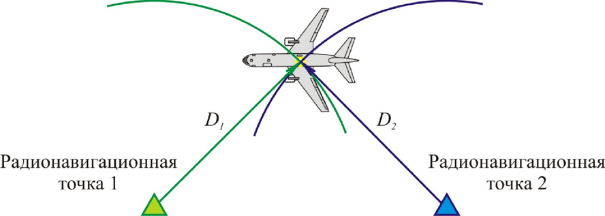 D₁
D₂
Радионавигационная
точка 1
Радионавигационная
точка 2